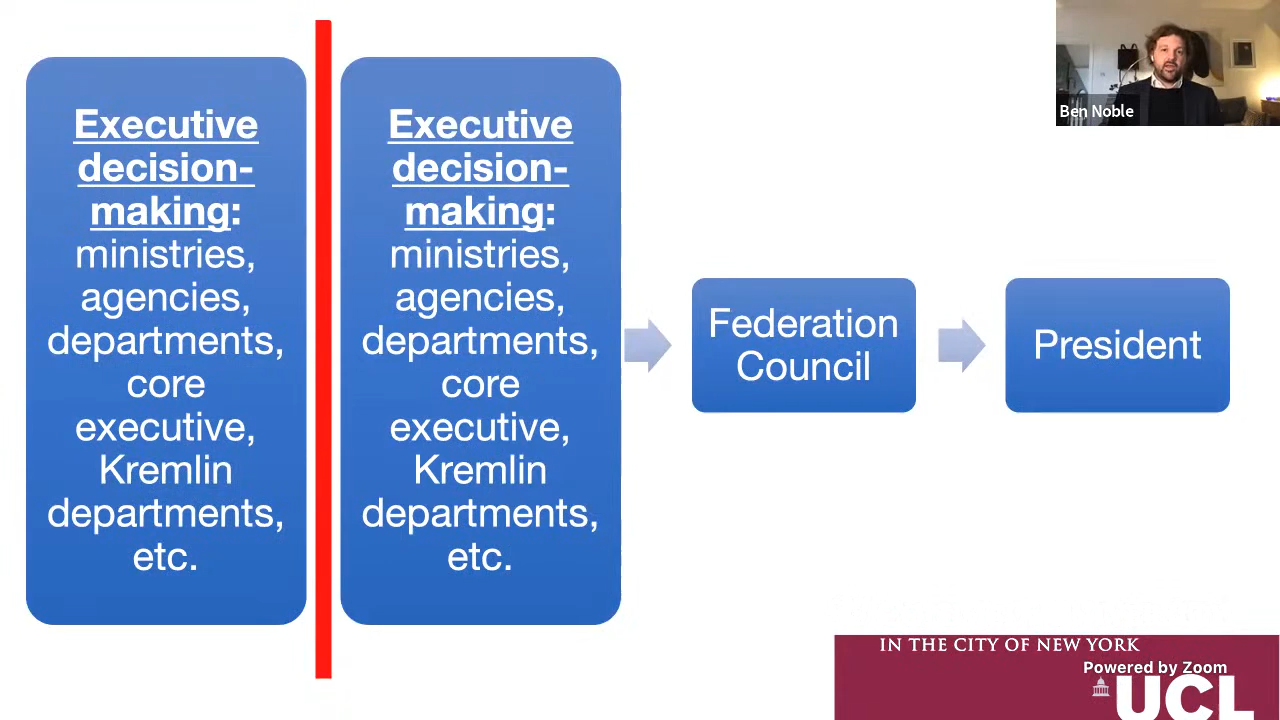 Executive
decision-
making:
ministries,
agencies,
departments,
core
executive,
Kremlin
departments,
etc.
Executive
decision-
making:
ministries,
agencies,
departments,
core
executive,
Kremlin
departments,
etc.
Federation
Council
President
Ben Noble
IN THE CITY OF NEW YORK
Powered by Zoom
UCL